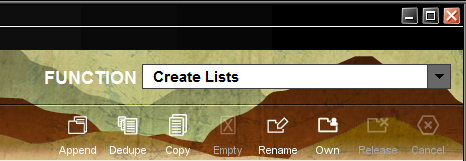 FUNCTION Create Lists
Append Dedupe Copy Empty Rename Own Release Cancel